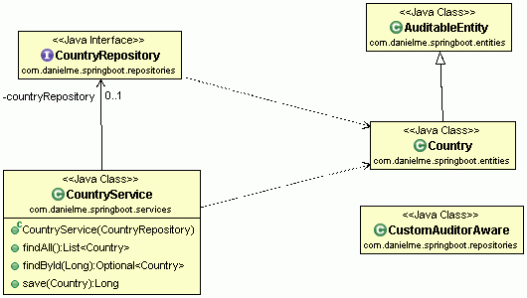 <<Java Interface>>
CountryRepository
com.danielme.springboot.repositories
<<Java Class>>
AuditableEntity
com.danielme.springboot.entities
-countryRepository
0..1
<<Java Class>>
Country
com.danielme.springboot.entities
<<Java Class>>
CountryService
com.danielme.springboot.services
CountryService(CountryRepository)
findAll():List<Country>
findById(Long):Optional<Country>
save(Country):Long
<<Java Class>>
CustomAuditorAware
com.danielme.springboot.repositories